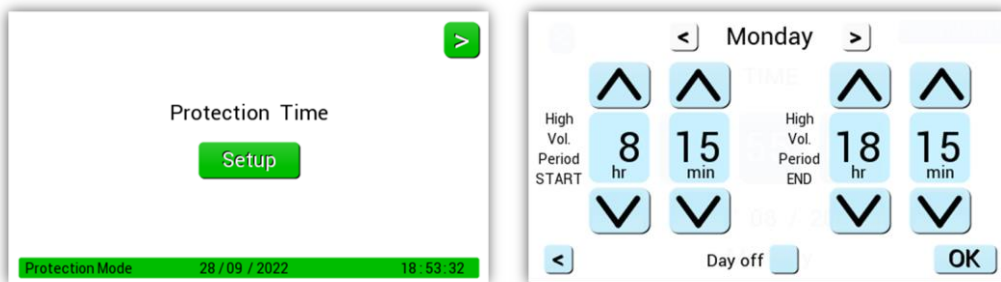 >
Protection Time
Setup
Protection Mode 28 / 09 / 2022 18 : 53 : 32
< Monday >
TIME
High Vol. Period START
8 hr
15 min
High Vol. Period END
18 hr
15 min
< Day off OK